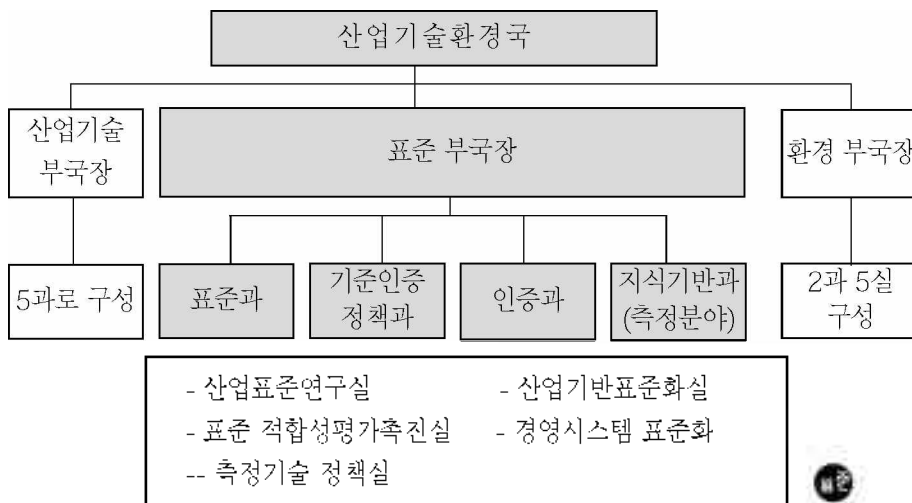 산업기술환경국
산업기술
부국장
표준 부국장
환경 부국장
5과로 구성
표준과
기준인증
정책과
인증과
지식기반과
(측정분야)
2과 5실
구성
- 산업표준연구실
- 산업기반표준화실
- 표준 적합성평가촉진실
- 경영시스템 표준화
-- 측정기술 정책실